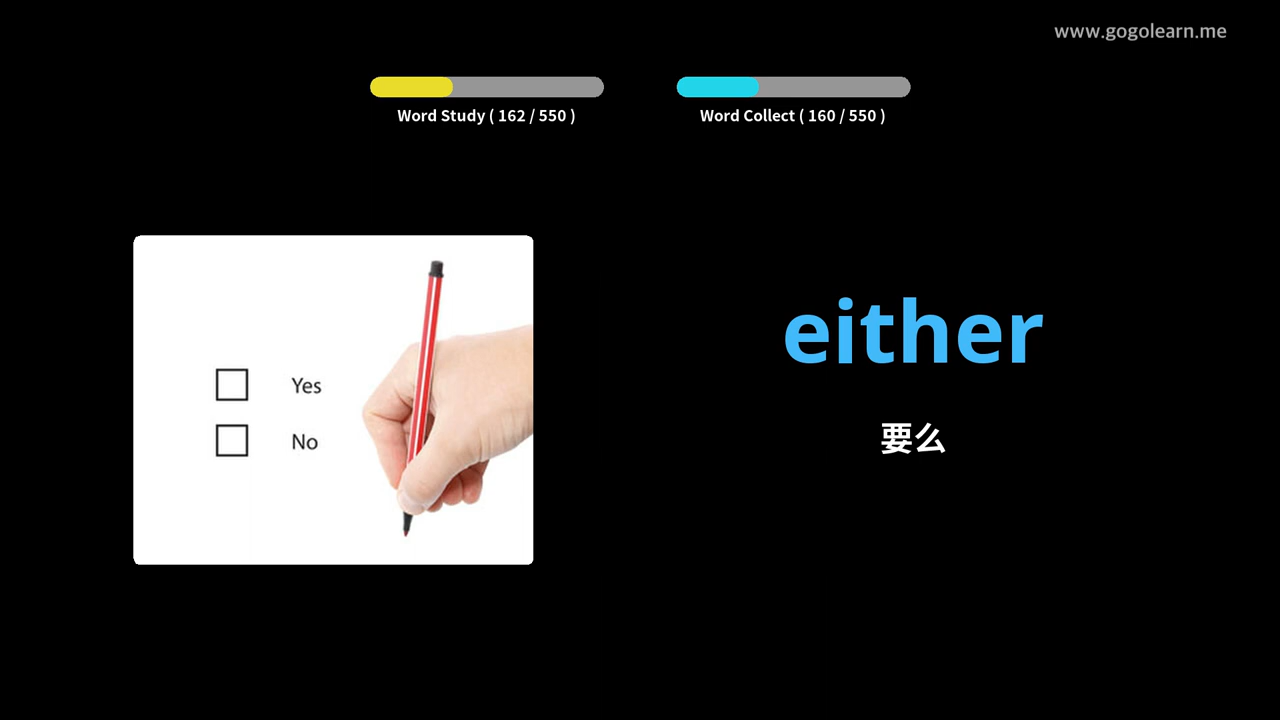 www.gogolearn.me
Word Study ( 162 / 550 )
Word Collect ( 160 / 550 )
Yes
No
either
要么